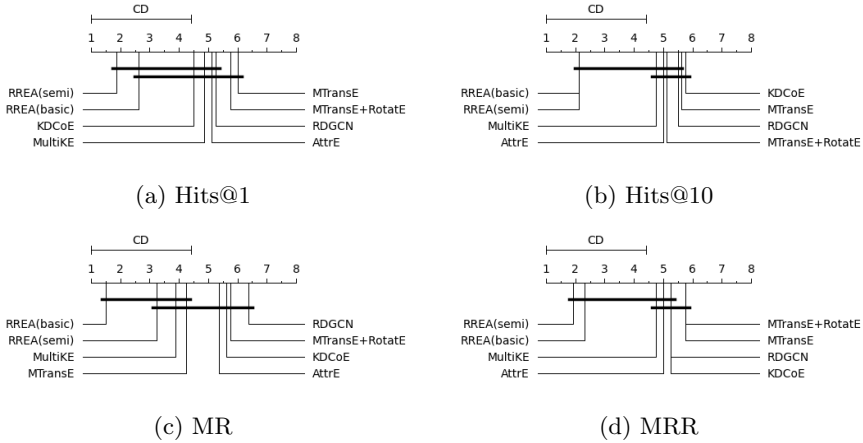 CD
1 2 3 4 5 6 7 8
RREA(semi) MTransE
RREA(basic) MTransE+RotatE
KDCoE RDGCN
MultiKE AttrE
(a) Hits@1
CD
1 2 3 4 5 6 7 8
RREA(basic) KDCoE
RREA(semi) MTransE
MultiKE RDGCN
AttrE MTransE+RotatE
(b) Hits@10
CD
1 2 3 4 5 6 7 8
RREA(basic) RDGCN
RREA(semi) MTransE+RotatE
MultiKE KDCoE
MTransE AttrE
(c) MR
CD
1 2 3 4 5 6 7 8
RREA(semi) MTransE+RotatE
RREA(basic) MTransE
MultiKE RDGCN
AttrE KDCoE
(d) MRR